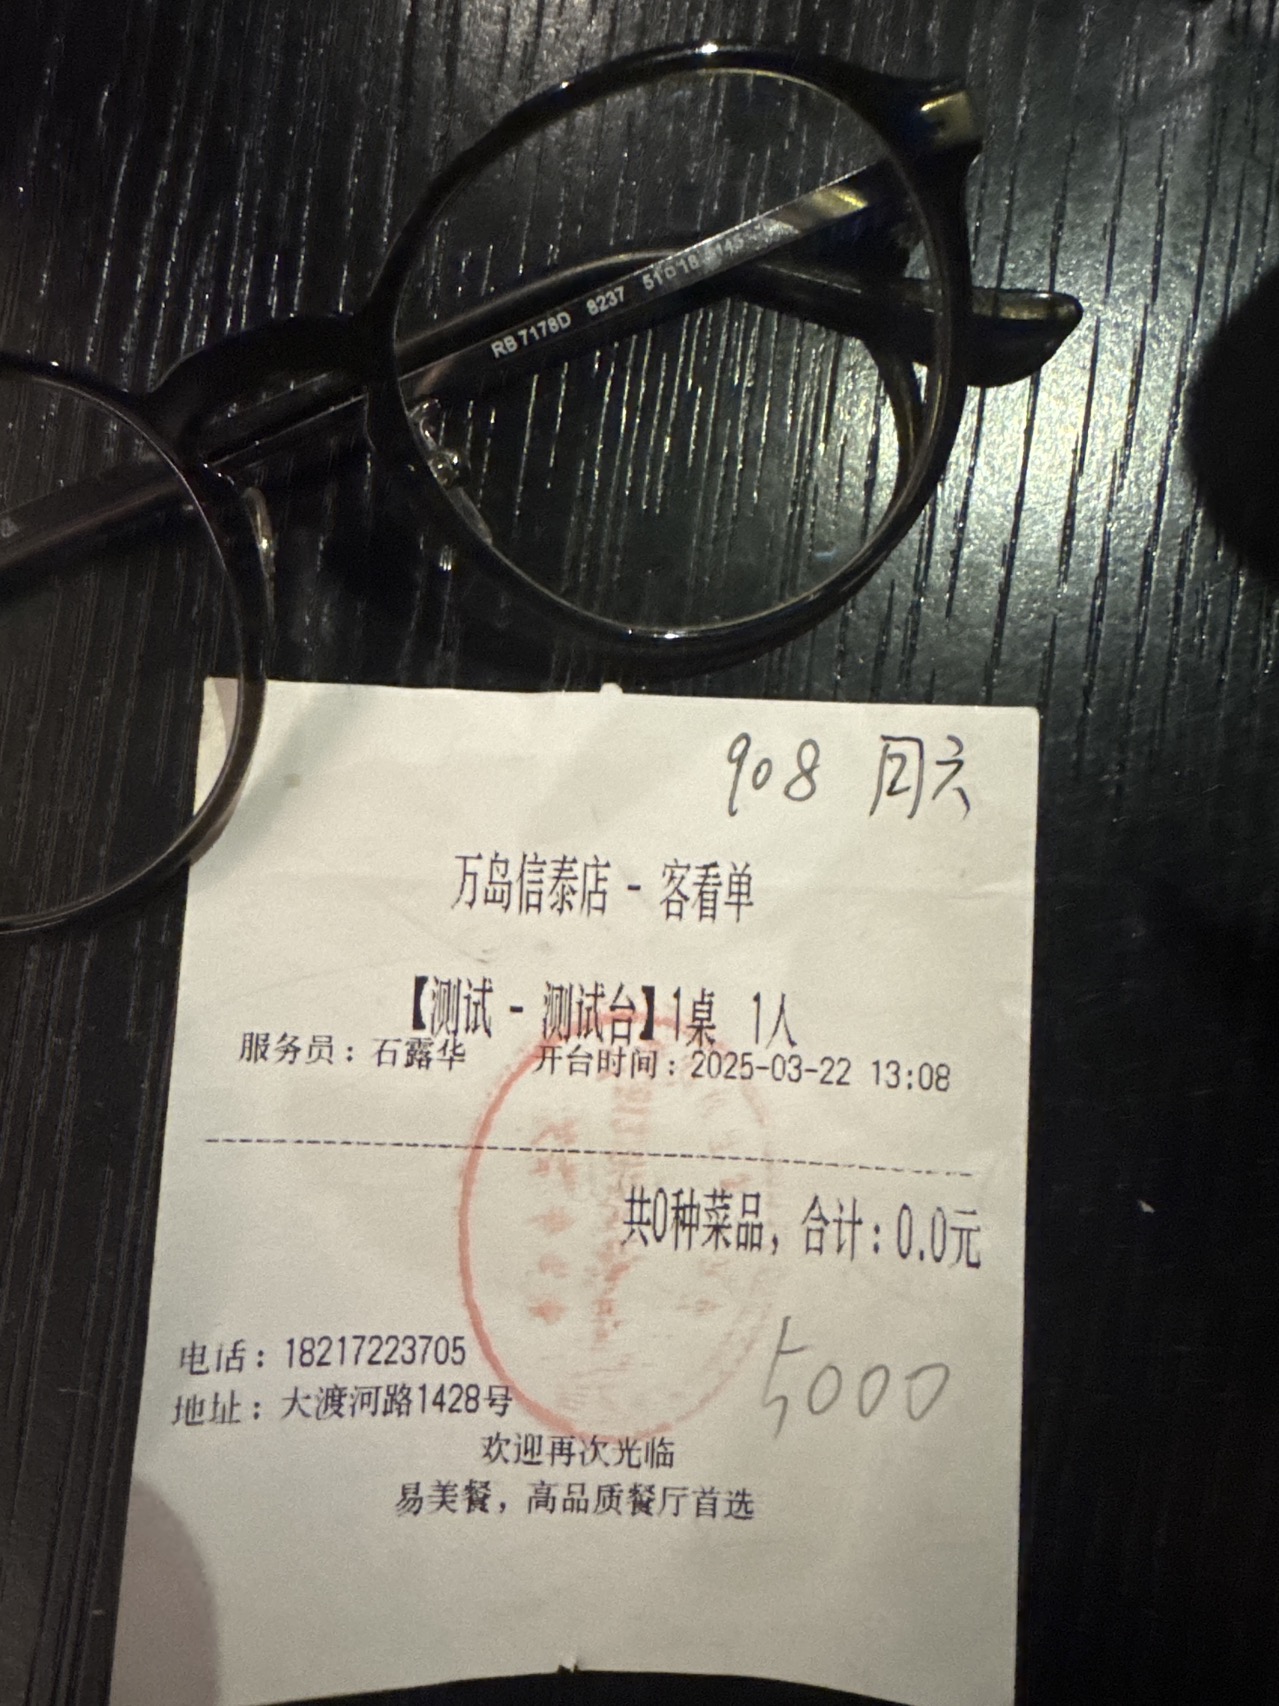 RB7178D 8237 51□18 145
908 周六
万岛信泰店 - 客看单
【测试 - 测试台】1桌 1人
服务员：石露华 开台时间：2025-03-22 13:08
共0种菜品，合计：0.0元
5000
电话：18217223705
地址：大渡河路1428号
欢迎再次光临
易美餐，高品质餐厅首选